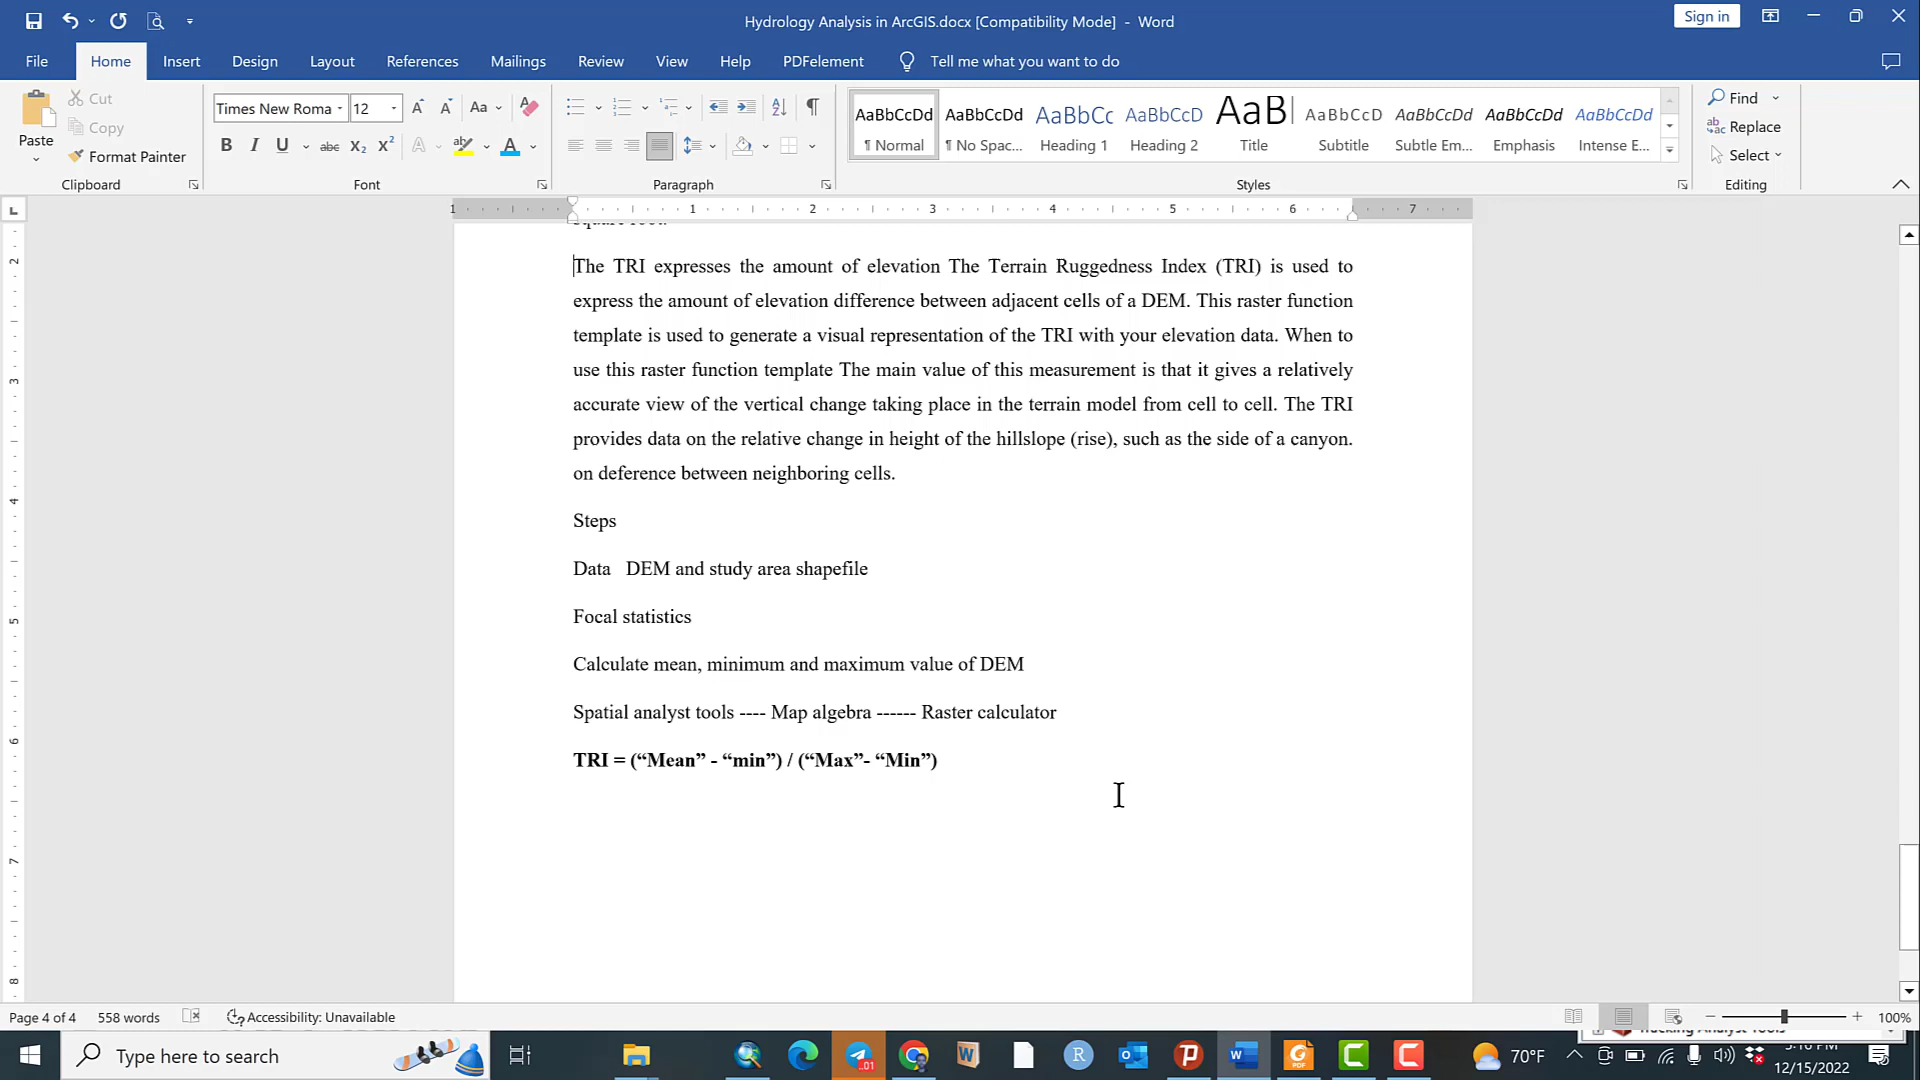 Hydrology Analysis in ArcGIS.docx [Compatibility Mode] - Word
Sign in
File Home Insert Design Layout References Mailings Review View Help PDFelement Tell me what you want to do
Paste
Cut
Copy
Format Painter
Clipboard
Times New Roma 12
Font
Paragraph
AaBbCcDd AaBbCcDd AaBbCc AaBbCcDd AaB AaBbCcD AaBbCcDd AaBbCcDd AaBbCcDd
¶ Normal ¶ No Spac... Heading 1 Heading 2 Title Subtitle Subtle Em... Emphasis Intense E...
Styles
Find
Replace
Select
Editing
1 1 2 3 4 5 6 7
The TRI expresses the amount of elevation The Terrain Ruggedness Index (TRI) is used to
express the amount of elevation difference between adjacent cells of a DEM. This raster function
template is used to generate a visual representation of the TRI with your elevation data. When to
use this raster function template The main value of this measurement is that it gives a relatively
accurate view of the vertical change taking place in the terrain model from cell to cell. The TRI
provides data on the relative change in height of the hillslope (rise), such as the side of a canyon.
on deference between neighboring cells.
Steps
Data   DEM and study area shapefile
Focal statistics
Calculate mean, minimum and maximum value of DEM
Spatial analyst tools ---- Map algebra ------ Raster calculator
TRI = (“Mean” - “min”) / (“Max”- “Min”)
Page 4 of 4 558 words Accessibility: Unavailable 100%
Type here to search
70°F
12/15/2022